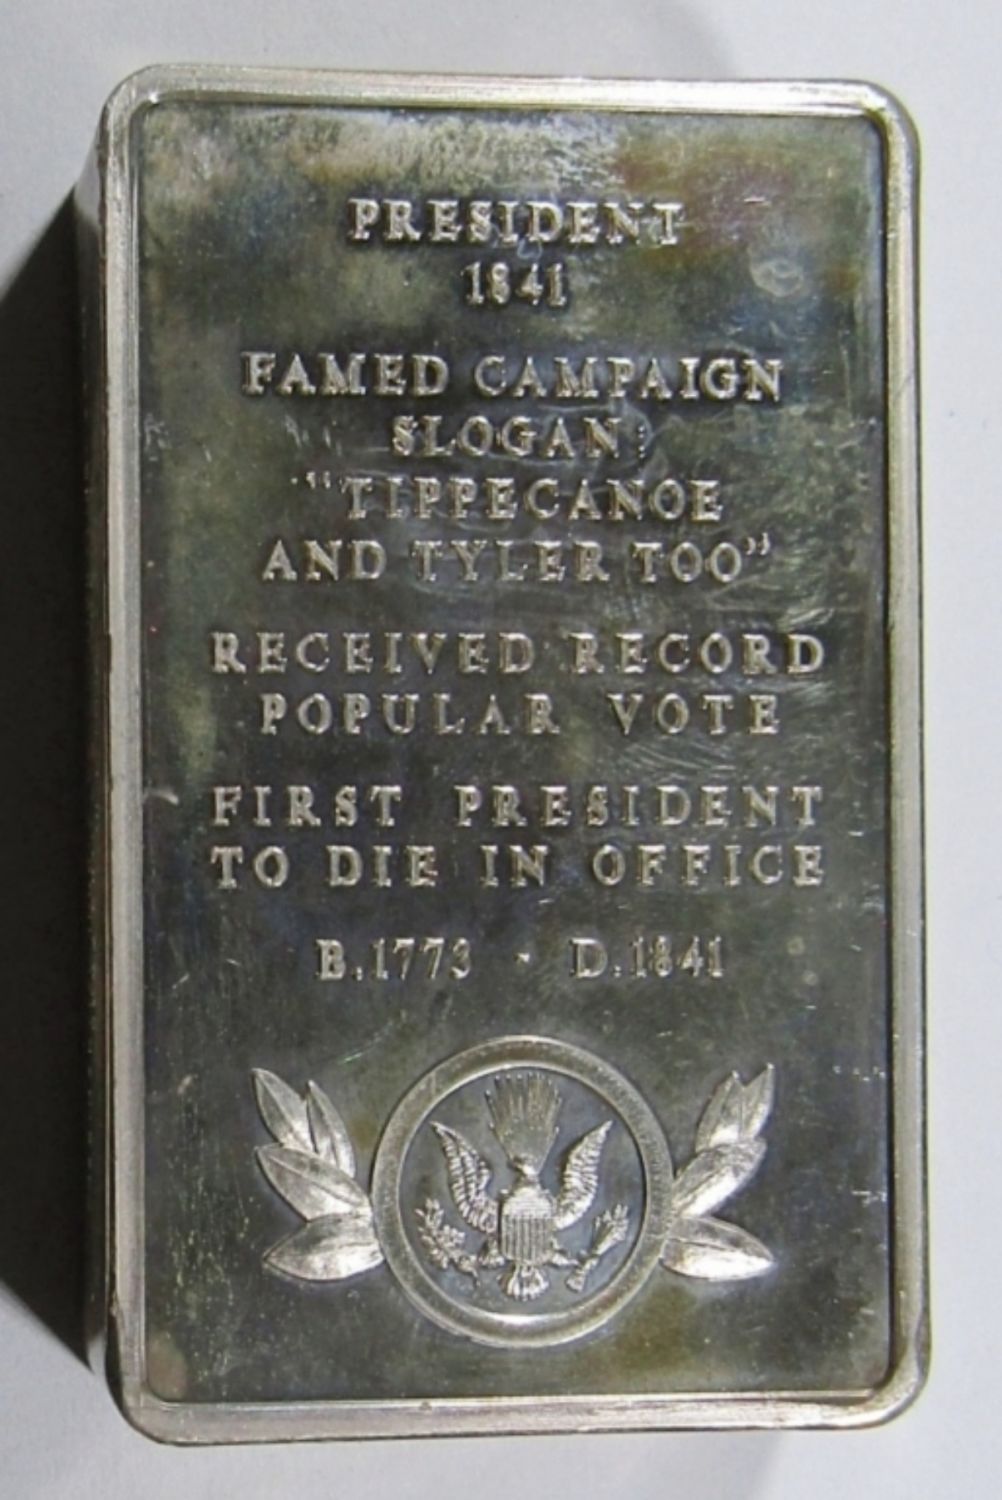 PRESIDENT
1841
FAMED CAMPAIGN
SLOGAN:
"TIPPECANOE
AND TYLER TOO"
RECEIVED RECORD
POPULAR VOTE
FIRST PRESIDENT
TO DIE IN OFFICE
B.1773 · D.1841